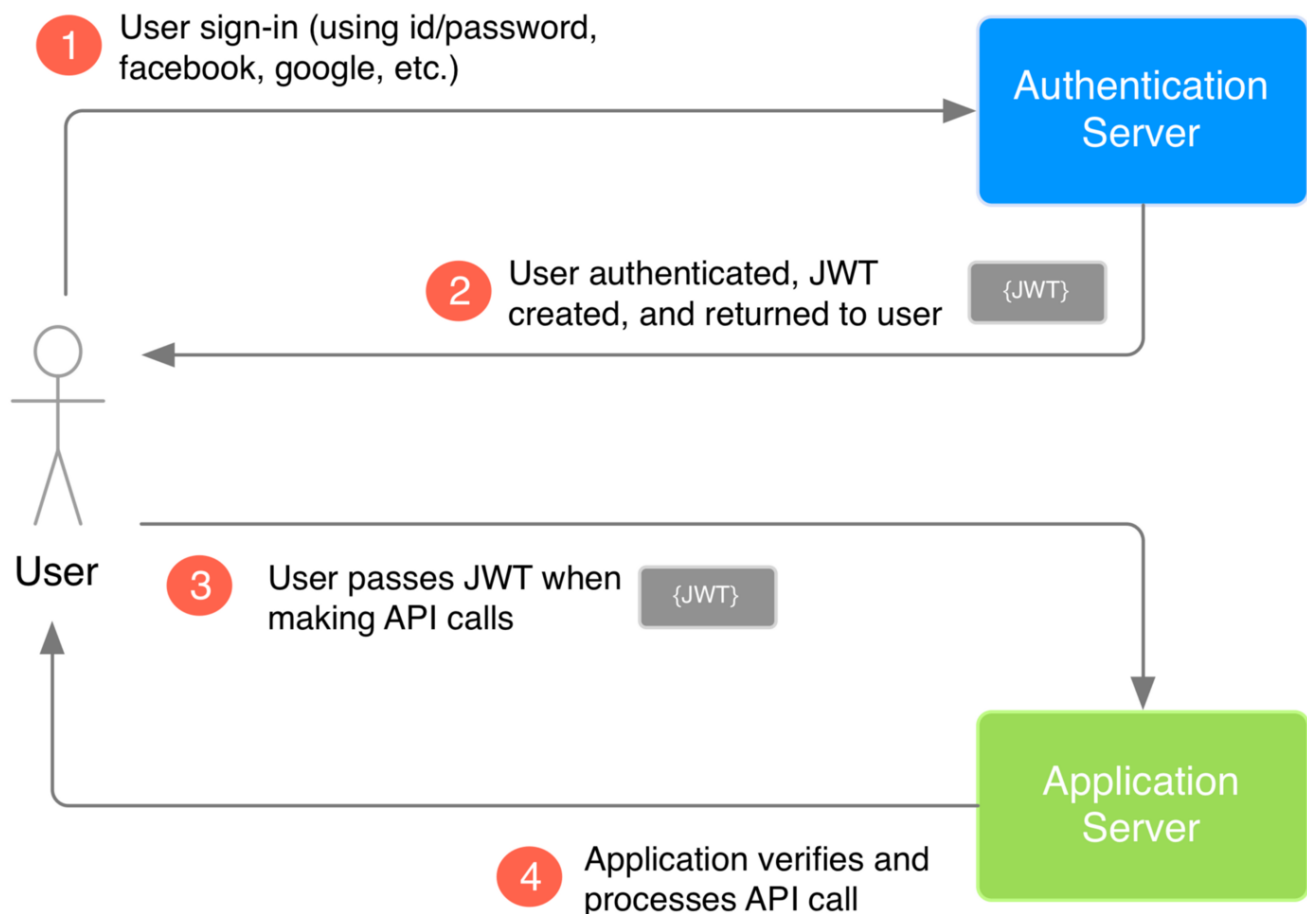 1
User sign-in (using id/password,
facebook, google, etc.)
Authentication
Server
2
User authenticated, JWT
created, and returned to user
{JWT}
User
3
User passes JWT when
making API calls
{JWT}
Application
Server
4
Application verifies and
processes API call